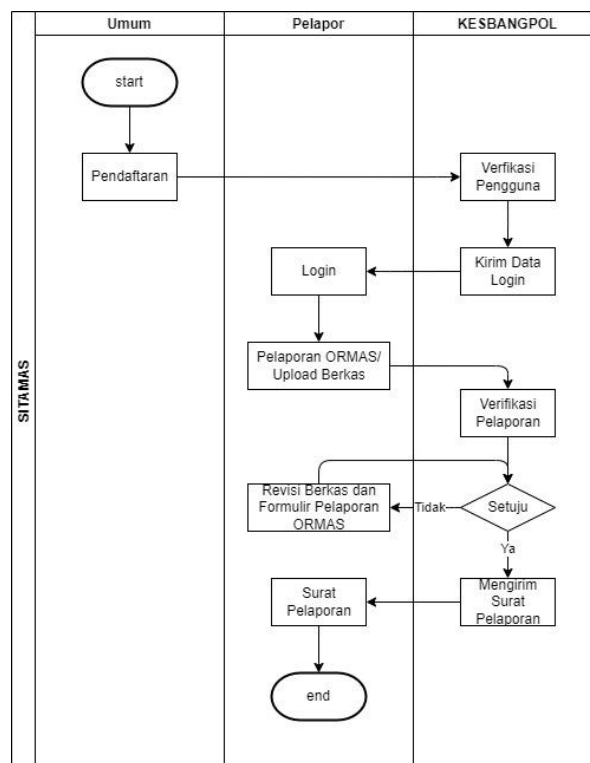 Umum
Pelapor
KESBANGPOL
SITAMAS
start
Pendaftaran
Verfikasi
Pengguna
Login
Kirim Data
Login
Pelaporan ORMAS/
Upload Berkas
Verifikasi
Pelaporan
Revisi Berkas dan
Formulir Pelaporan
ORMAS
Tidak
Setuju
Ya
Surat
Pelaporan
Mengirim
Surat
Pelaporan
end